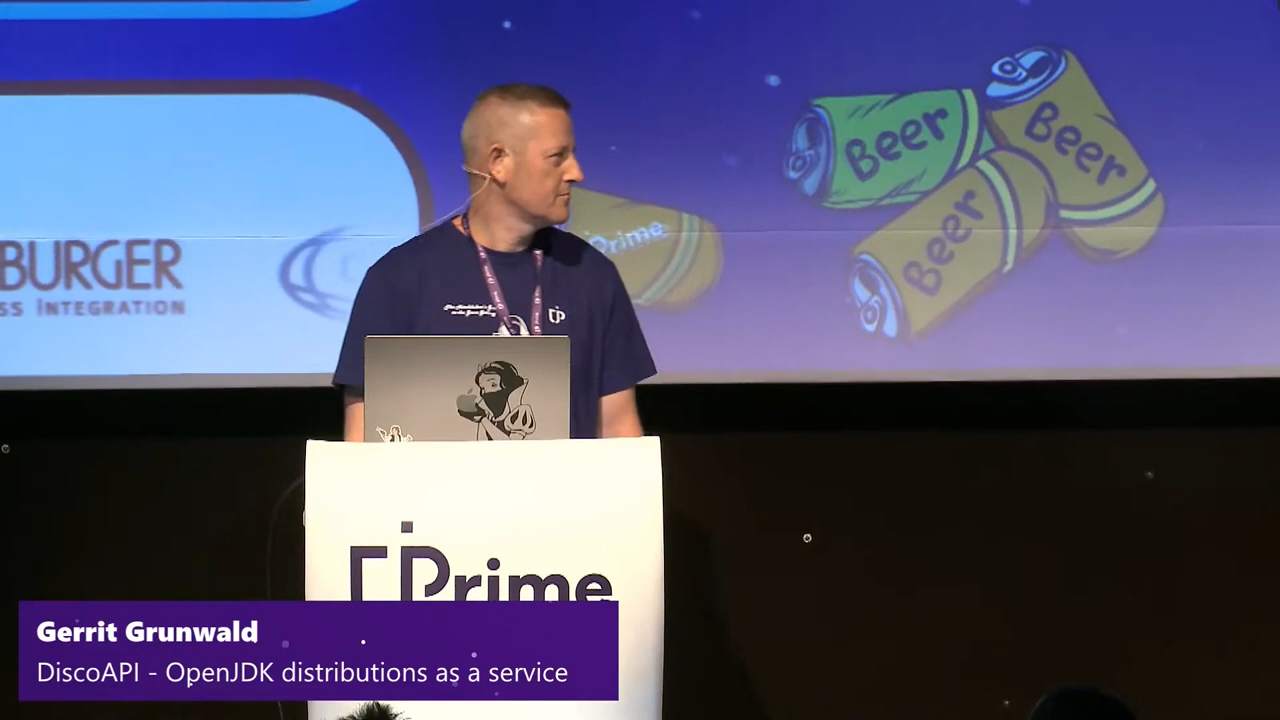 BURGER
SS INTEGRATION
Beer
Beer
Beer
Prime
Prime
Gerrit Grunwald
DiscoAPI - OpenJDK distributions as a service